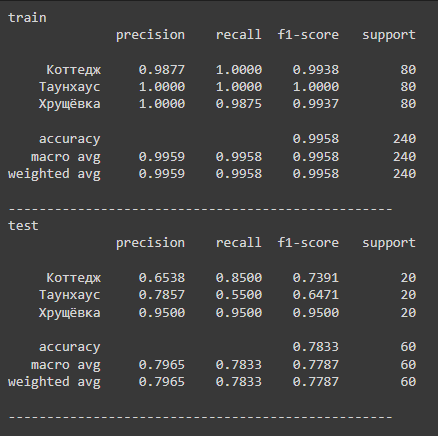 train
              precision    recall  f1-score   support

     Коттедж     0.9877    1.0000    0.9938        80
    Таунхаус     1.0000    1.0000    1.0000        80
    Хрущёвка     1.0000    0.9875    0.9937        80

    accuracy                         0.9958       240
   macro avg     0.9959    0.9958    0.9958       240
weighted avg     0.9959    0.9958    0.9958       240

--------------------------------------------------
test
              precision    recall  f1-score   support

     Коттедж     0.6538    0.8500    0.7391        20
    Таунхаус     0.7857    0.5500    0.6471        20
    Хрущёвка     0.9500    0.9500    0.9500        20

    accuracy                         0.7833        60
   macro avg     0.7965    0.7833    0.7787        60
weighted avg     0.7965    0.7833    0.7787        60

--------------------------------------------------